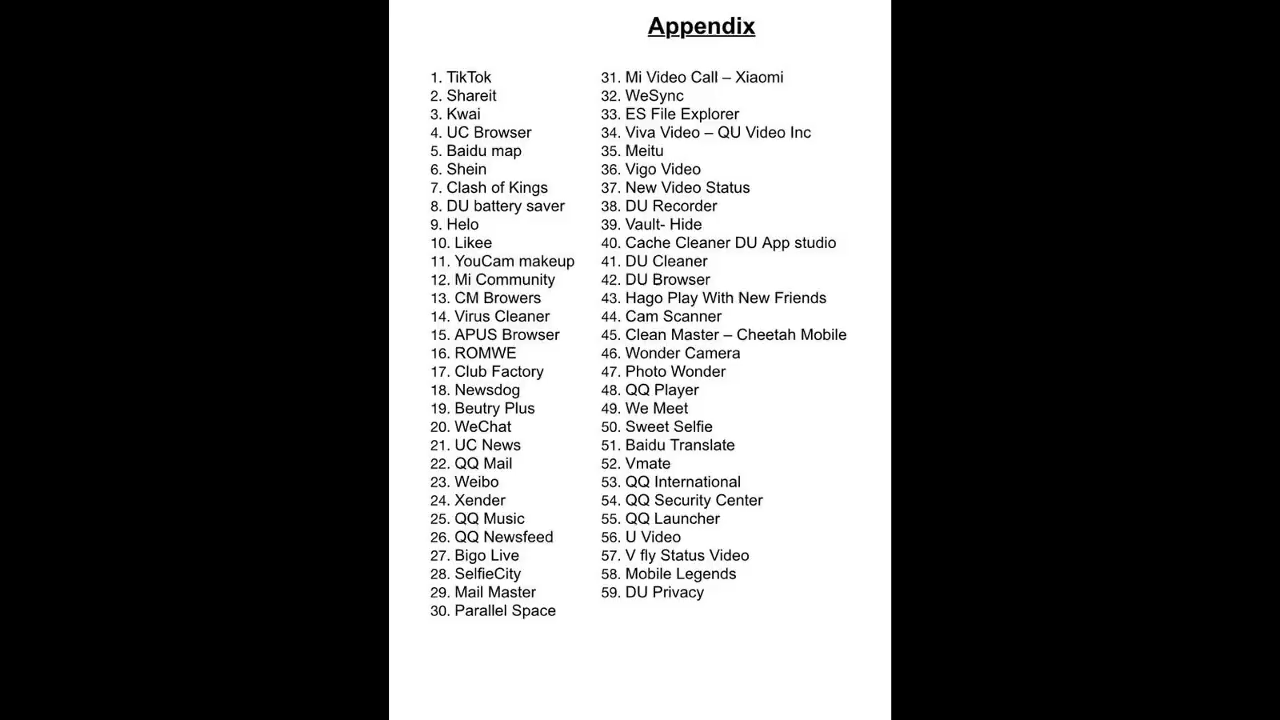 Appendix
1. TikTok
2. Shareit
3. Kwai
4. UC Browser
5. Baidu map
6. Shein
7. Clash of Kings
8. DU battery saver
9. Helo
10. Likee
11. YouCam makeup
12. Mi Community
13. CM Browers
14. Virus Cleaner
15. APUS Browser
16. ROMWE
17. Club Factory
18. Newsdog
19. Beutry Plus
20. WeChat
21. UC News
22. QQ Mail
23. Weibo
24. Xender
25. QQ Music
26. QQ Newsfeed
27. Bigo Live
28. SelfieCity
29. Mail Master
30. Parallel Space
31. Mi Video Call – Xiaomi
32. WeSync
33. ES File Explorer
34. Viva Video – QU Video Inc
35. Meitu
36. Vigo Video
37. New Video Status
38. DU Recorder
39. Vault- Hide
40. Cache Cleaner DU App studio
41. DU Cleaner
42. DU Browser
43. Hago Play With New Friends
44. Cam Scanner
45. Clean Master – Cheetah Mobile
46. Wonder Camera
47. Photo Wonder
48. QQ Player
49. We Meet
50. Sweet Selfie
51. Baidu Translate
52. Vmate
53. QQ International
54. QQ Security Center
55. QQ Launcher
56. U Video
57. V fly Status Video
58. Mobile Legends
59. DU Privacy